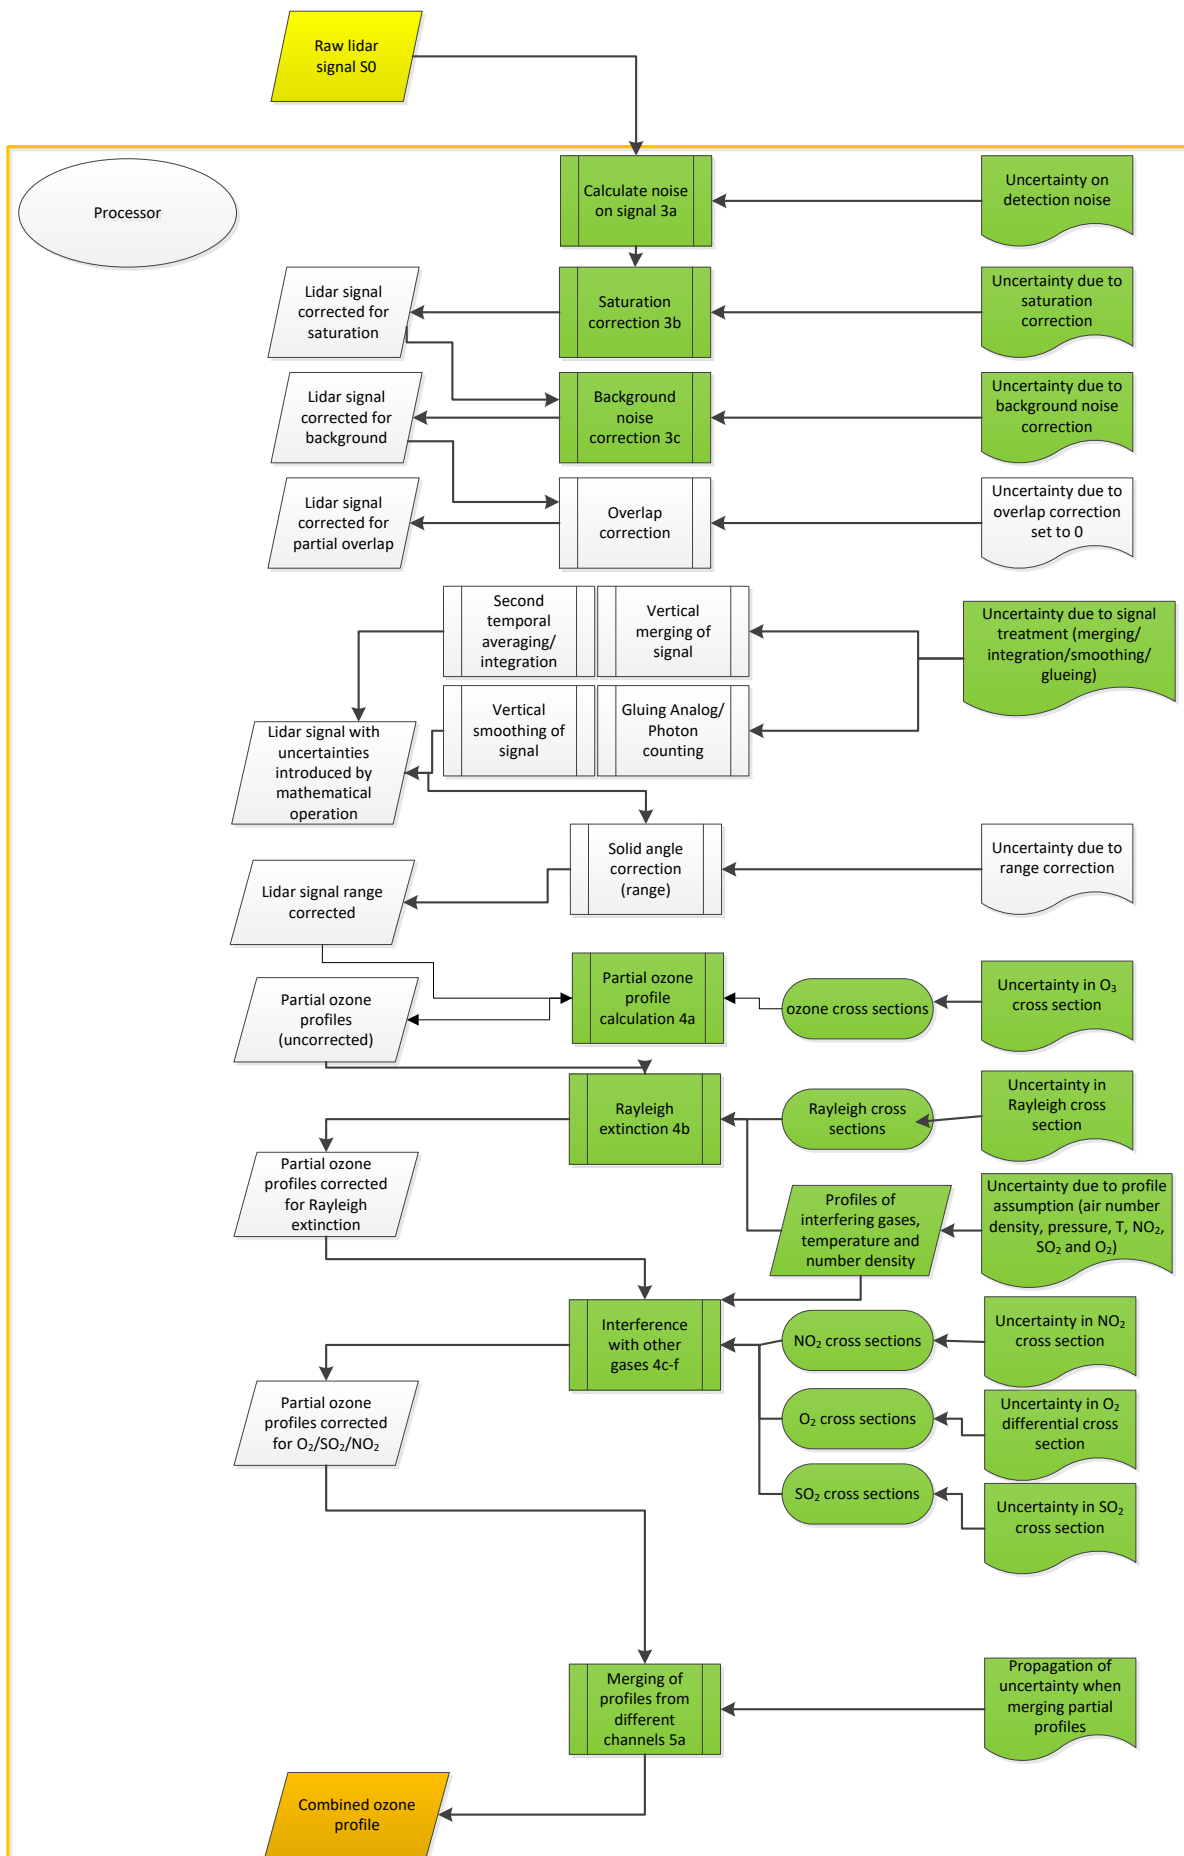 Raw lidar
signal S0
Processor
Calculate noise
on signal 3a
Uncertainty on
detection noise
Lidar signal
corrected for
saturation
Saturation
correction 3b
Uncertainty due to
saturation
correction
Lidar signal
corrected for
background
Background
noise
correction 3c
Uncertainty due to
background noise
correction
Lidar signal
corrected for
partial overlap
Overlap
correction
Uncertainty due to
overlap correction
set to 0
Second
temporal
averaging/
integration
Vertical
merging of
signal
Uncertainty due to signal
treatment (merging/
integration/smoothing/
glueing)
Vertical
smoothing of
signal
Gluing Analog/
Photon
counting
Lidar signal with
uncertainties
introduced by
mathematical
operation
Solid angle
correction
(range)
Uncertainty due to
range correction
Lidar signal range
corrected
Partial ozone
profile
calculation 4a
ozone cross sections
Uncertainty in O₃
cross section
Partial ozone
profiles
(uncorrected)
Rayleigh
extinction 4b
Rayleigh cross
sections
Uncertainty in
Rayleigh cross
section
Partial ozone
profiles corrected
for Rayleigh
extinction
Profiles of
interfering gases,
temperature and
number density
Uncertainty due to profile
assumption (air number
density, pressure, T, NO₂,
SO₂ and O₂)
Interference
with other
gases 4c-f
NO₂ cross sections
Uncertainty in NO₂
cross section
Partial ozone
profiles corrected
for O₂/SO₂/NO₂
O₂ cross sections
Uncertainty in O₂
differential cross
section
SO₂ cross sections
Uncertainty in SO₂
cross section
Merging of
profiles from
different
channels 5a
Propagation of
uncertainty when
merging partial
profiles
Combined ozone
profile